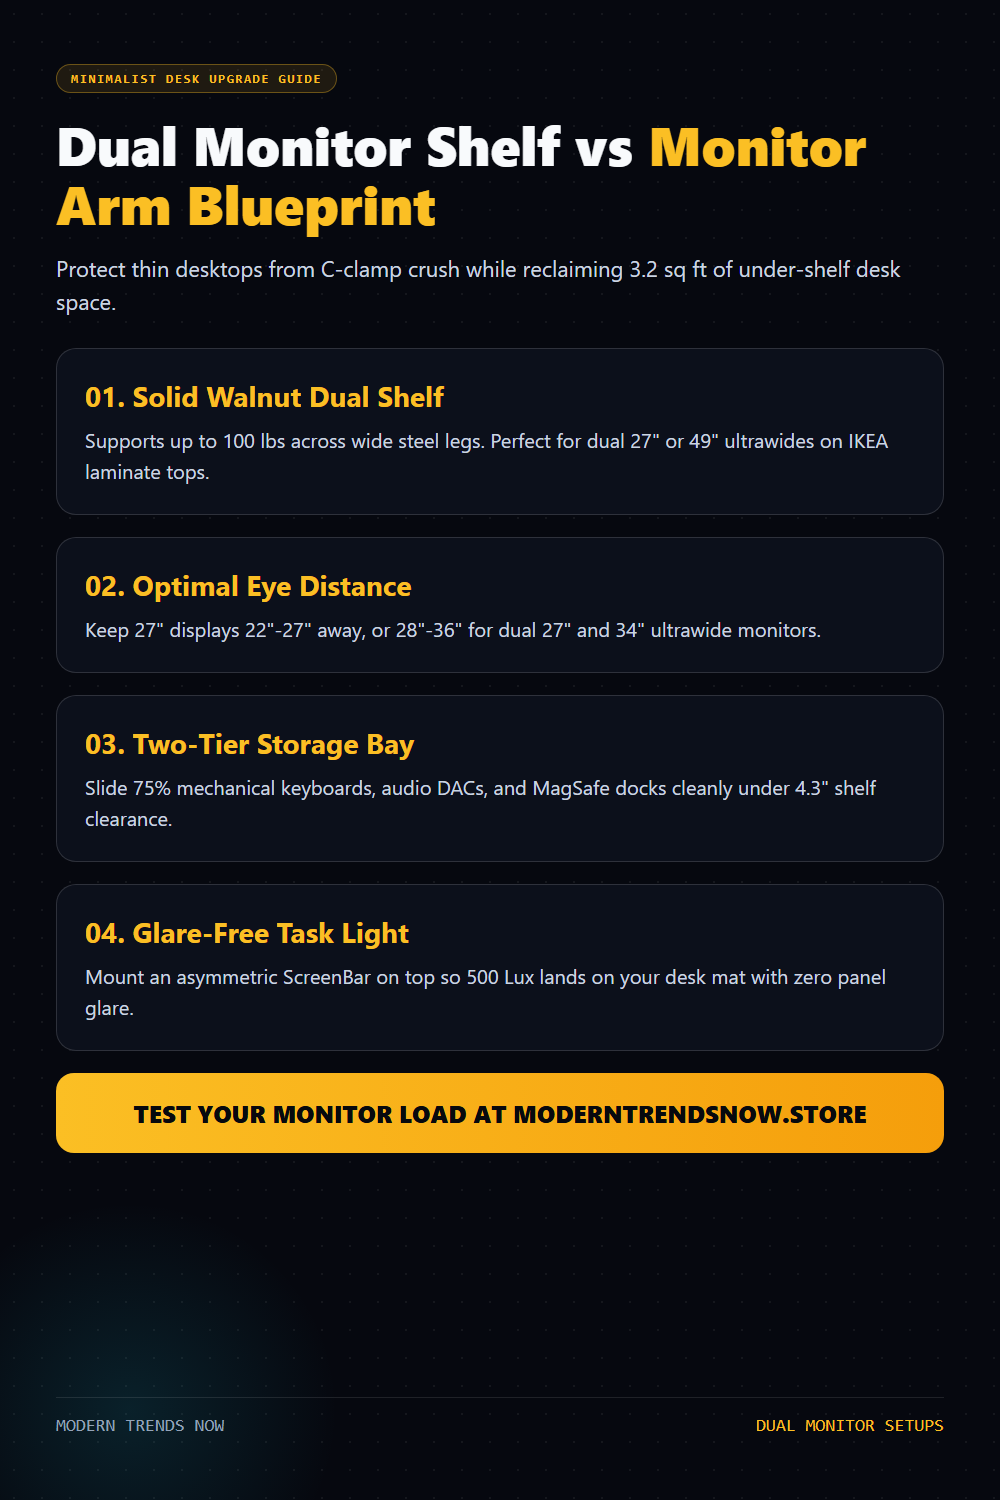 MINIMALIST DESK UPGRADE GUIDE
Dual Monitor Shelf vs Monitor
Arm Blueprint
Protect thin desktops from C-clamp crush while reclaiming 3.2 sq ft of under-shelf desk
space.
01. Solid Walnut Dual Shelf
Supports up to 100 lbs across wide steel legs. Perfect for dual 27" or 49" ultrawides on IKEA
laminate tops.
02. Optimal Eye Distance
Keep 27" displays 22"-27" away, or 28"-36" for dual 27" and 34" ultrawide monitors.
03. Two-Tier Storage Bay
Slide 75% mechanical keyboards, audio DACs, and MagSafe docks cleanly under 4.3" shelf
clearance.
04. Glare-Free Task Light
Mount an asymmetric ScreenBar on top so 500 Lux lands on your desk mat with zero panel
glare.
TEST YOUR MONITOR LOAD AT MODERNTRENDSNOW.STORE
MODERN TRENDS NOW
DUAL MONITOR SETUPS